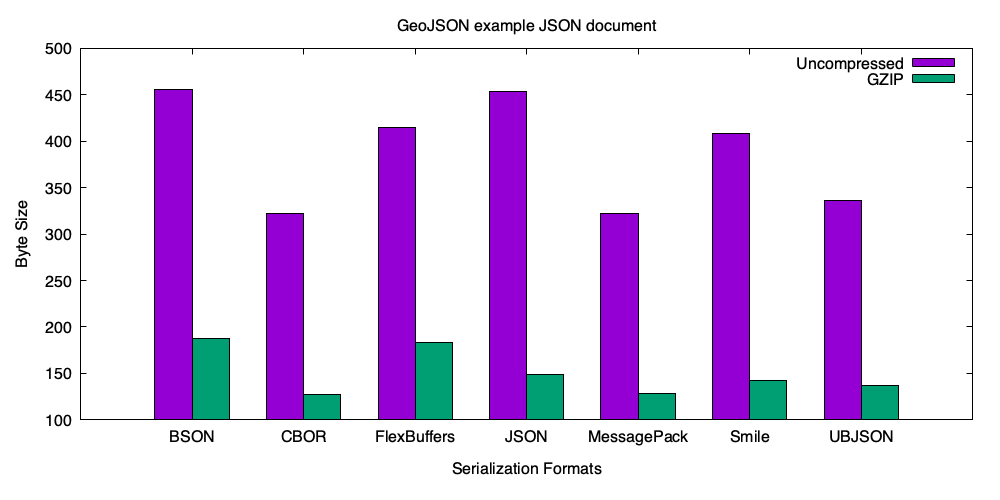 GeoJSON example JSON document
Uncompressed
GZIP
500
450
400
350
300
250
200
150
100
Byte Size
BSON CBOR FlexBuffers JSON MessagePack Smile UBJSON
Serialization Formats